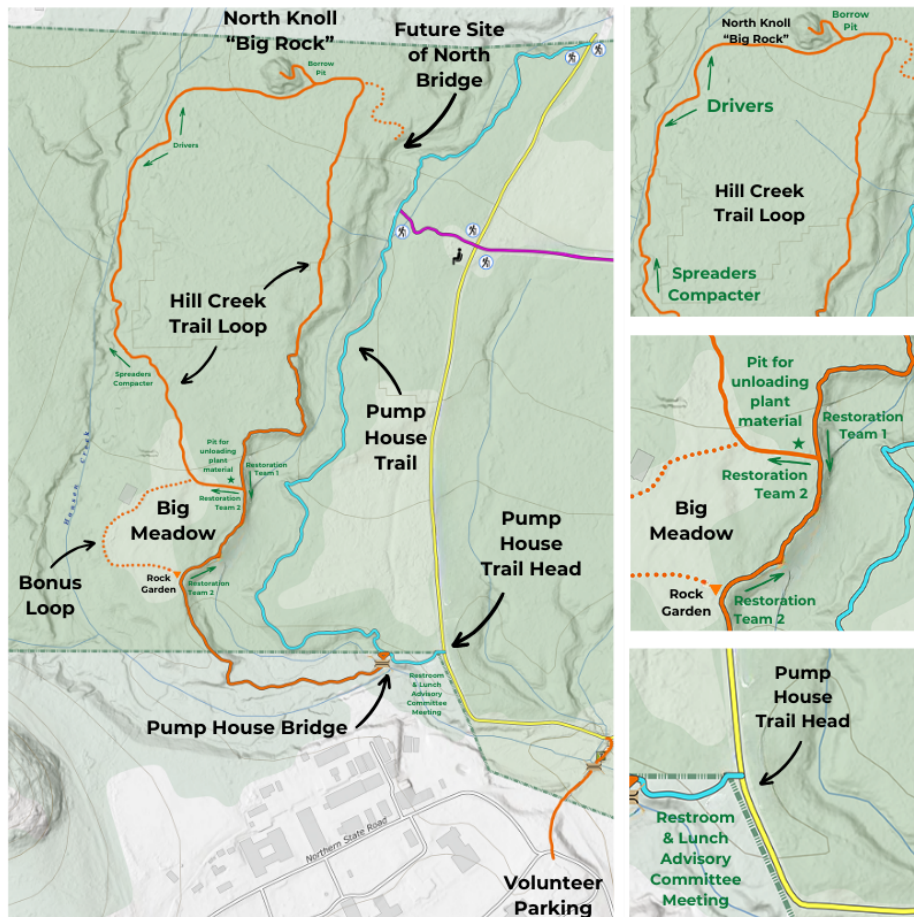 North Knoll
“Big Rock”
Borrow
Pit
Future Site
of North
Bridge
Drivers
Hill Creek
Trail Loop
Spreaders
Compacter
Pump
House
Trail
Pit for
unloading
plant
material
Restoration
Team 1
Restoration
Team 2
Hansen Creek
Big
Meadow
Bonus
Loop
Rock
Garden
Restoration
Team 2
Pump
House
Trail Head
Restroom
& Lunch
Advisory
Committee
Meeting
Pump House Bridge
Northern State Road
Volunteer
Parking
North Knoll
"Big Rock"
Borrow
Pit
Drivers
Hill Creek
Trail Loop
Spreaders
Compacter
Pit for
unloading
plant
material
Restoration
Team 1
Restoration
Team 2
Big
Meadow
Rock
Garden
Restoration
Team 2
Pump
House
Trail Head
Restroom
& Lunch
Advisory
Committee
Meeting